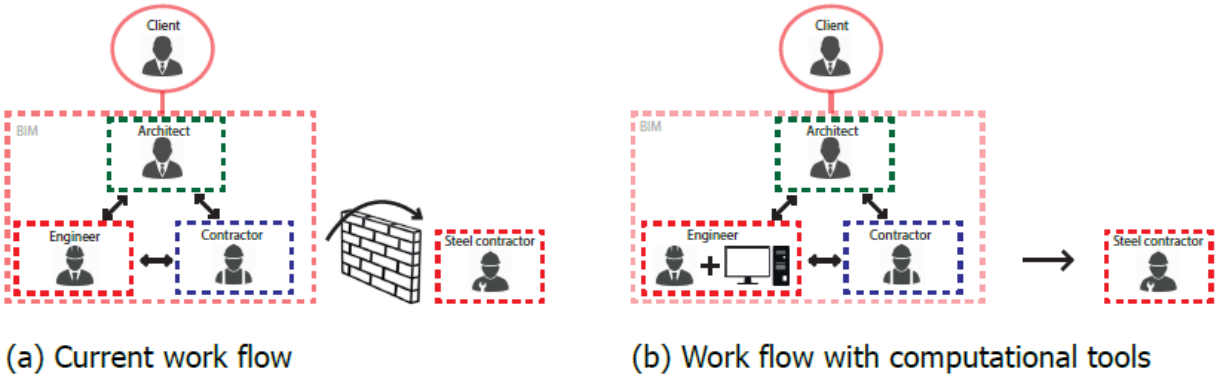 Client
BIM
Architect
Engineer
Contractor
Steel contractor
(a) Current work flow
Client
BIM
Architect
Engineer
Contractor
Steel contractor
(b) Work flow with computational tools